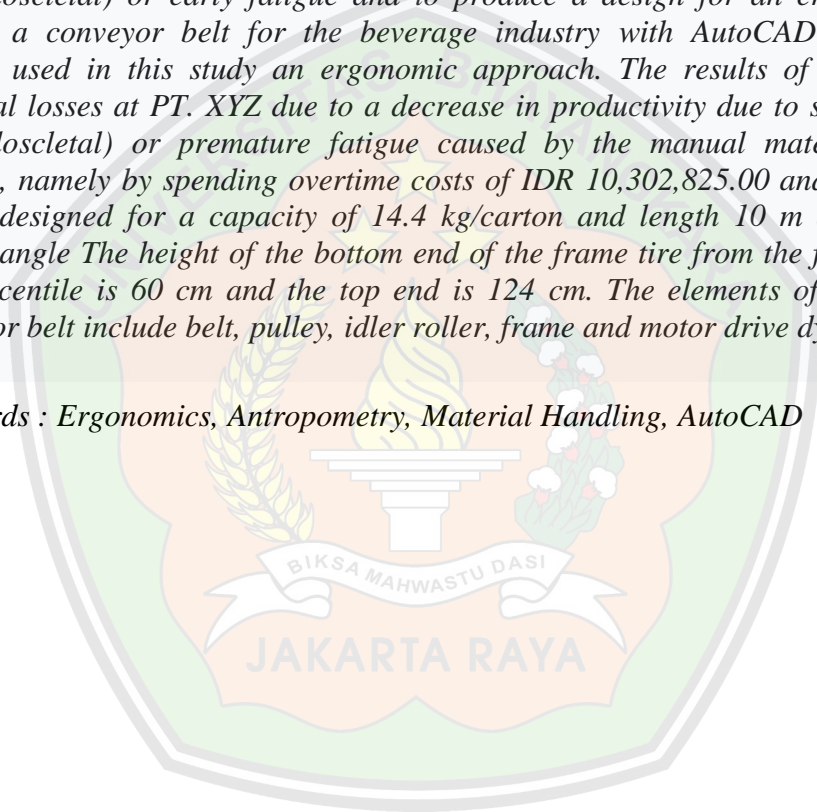 doscletal) or early fatigue and to produce a design for an er
a conveyor belt for the beverage industry with AutoCAD
used in this study an ergonomic approach. The results of
al losses at PT. XYZ due to a decrease in productivity due to s
doscletal) or premature fatigue caused by the manual mate
, namely by spending overtime costs of IDR 10,302,825.00 and
designed for a capacity of 14.4 kg/carton and length 10 m
angle The height of the bottom end of the frame tire from the f
centile is 60 cm and the top end is 124 cm. The elements of
or belt include belt, pulley, idler roller, frame and motor drive dy
rds : Ergonomics, Antropometry, Material Handling, AutoCAD
UNIVERSITAS BHAYANGKARA
BIKSA MAHWASTU DASI
JAKARTA RAYA